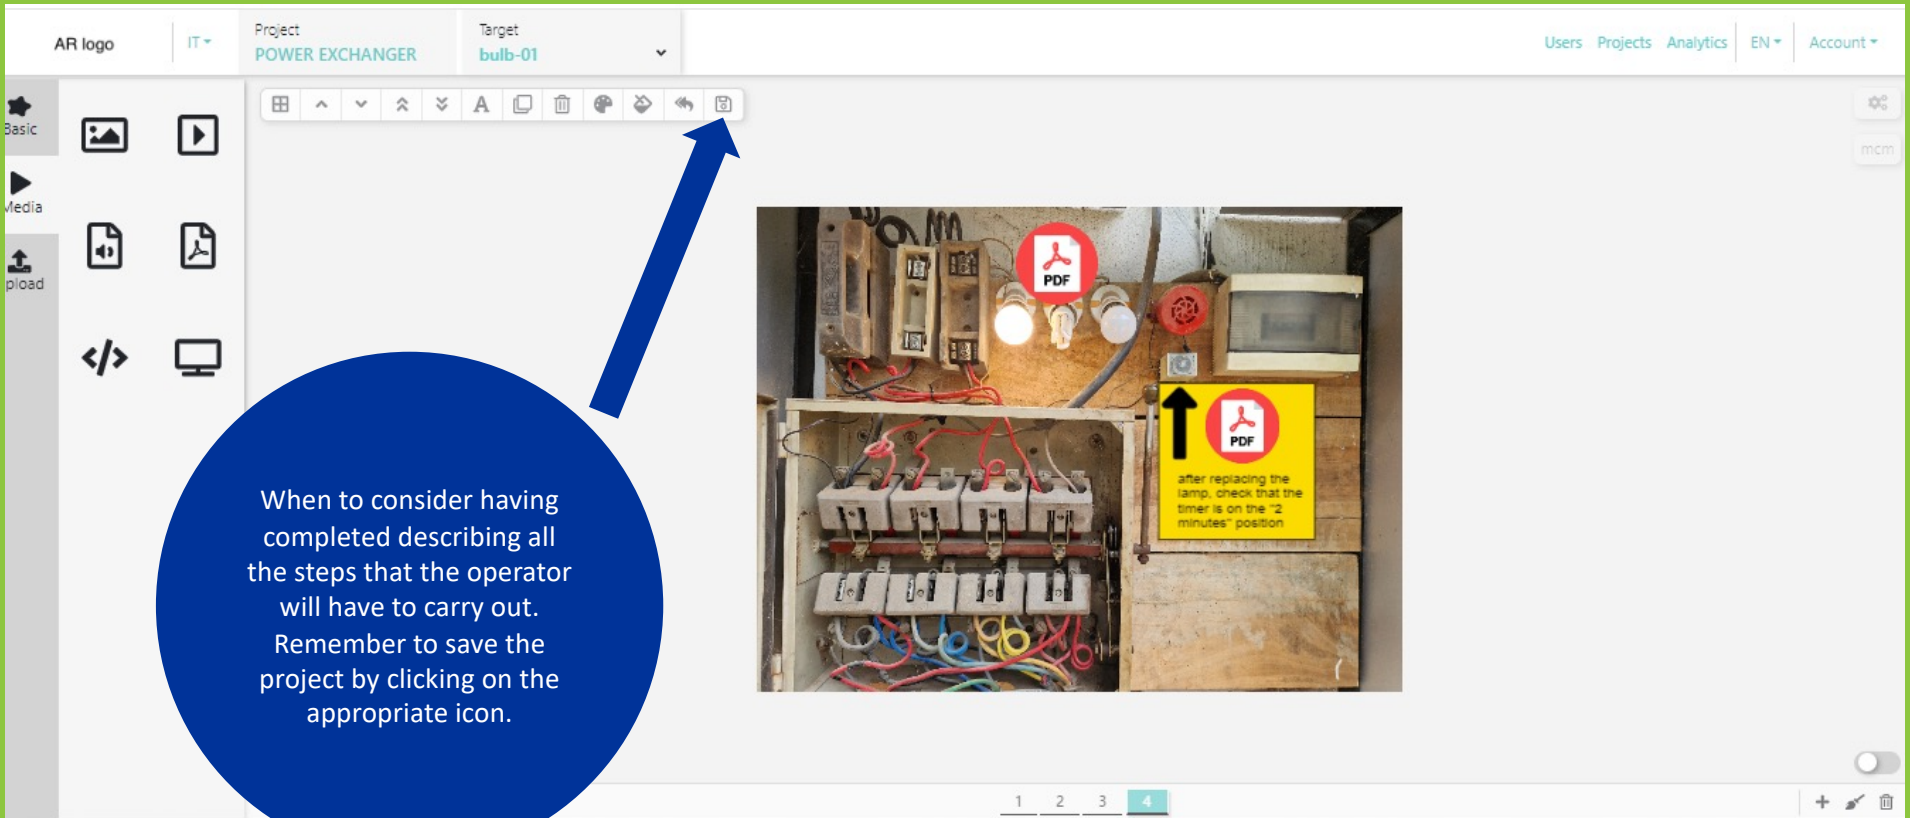 AR logo
IT
Project
POWER EXCHANGER
Target
bulb-01
Users Projects Analytics EN Account
Basic
Media
pload
mcm
PDF
PDF
after replacing the
lamp, check that the
timer is on the "2
minutes" position
When to consider having
completed describing all
the steps that the operator
will have to carry out.
Remember to save the
project by clicking on the
appropriate icon.
1 2 3 4